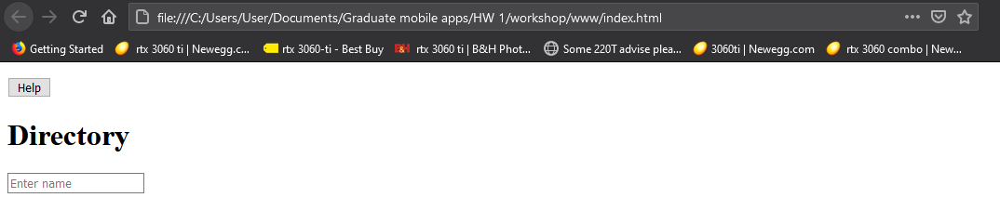 file:///C:/Users/User/Documents/Graduate mobile apps/HW 1/workshop/www/index.html
Getting Started rtx 3060 ti | Newegg.c... rtx 3060-ti - Best Buy rtx 3060 ti | B&H Phot... Some 220T advise plea... 3060ti | Newegg.com rtx 3060 combo | New...
Help
Directory
Enter name